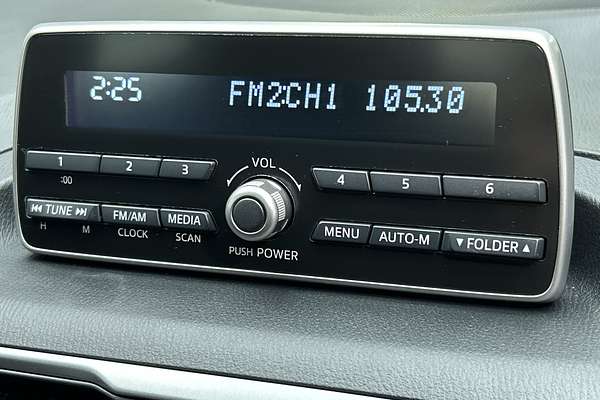 2:25 FM2CH1 105.30
1 2 3 VOL 4 5 6
:00
⏮ TUNE ⏭ FM/AM MEDIA MENU AUTO-M ▼FOLDER▲
H M CLOCK SCAN PUSH POWER